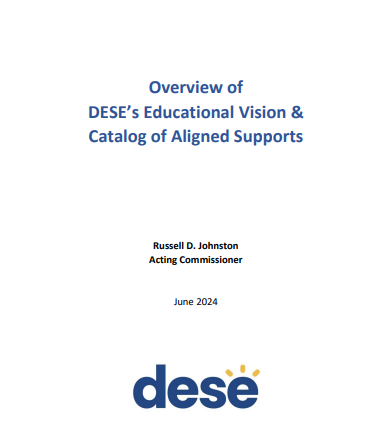 Overview of
DESE’s Educational Vision &
Catalog of Aligned Supports
Russell D. Johnston
Acting Commissioner
June 2024
dese